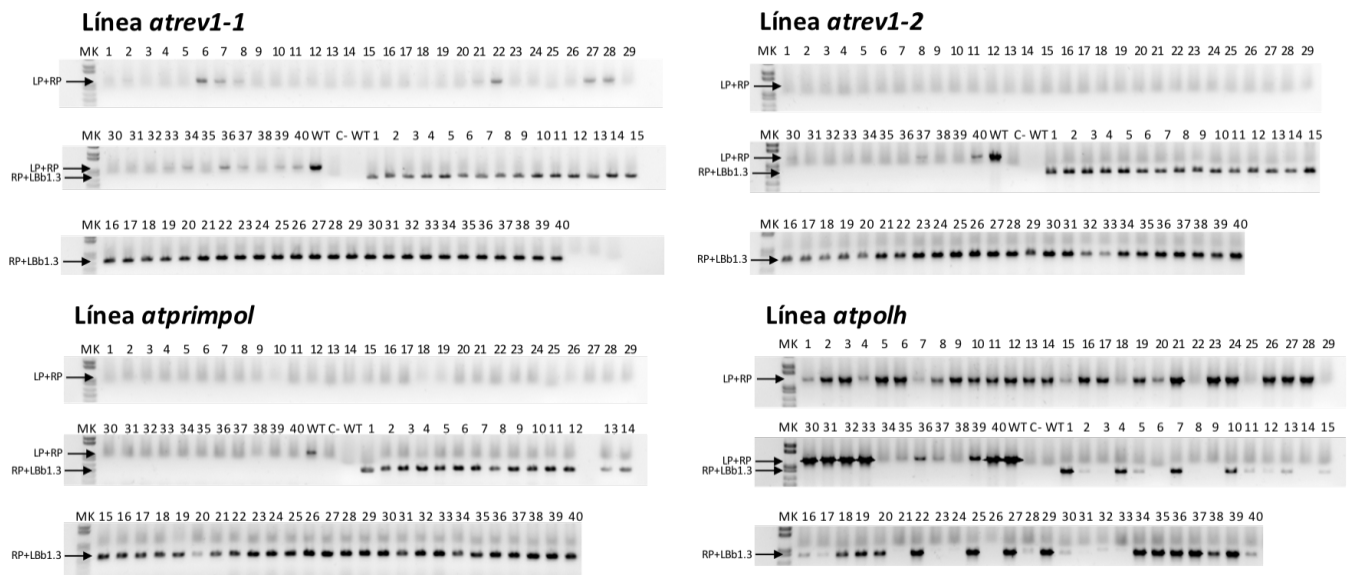 Línea atrev1-1
MK 1 2 3 4 5 6 7 8 9 10 11 12 13 14 15 16 17 18 19 20 21 22 23 24 25 26 27 28 29
LP+RP
MK 30 31 32 33 34 35 36 37 38 39 40 WT C- WT 1 2 3 4 5 6 7 8 9 10 11 12 13 14 15
LP+RP
RP+LBb1.3
16 17 18 19 20 21 22 23 24 25 26 27 28 29 30 31 32 33 34 35 36 37 38 39 40
MK
RP+LBb1.3
Línea atrev1-2
MK 1 2 3 4 5 6 7 8 9 10 11 12 13 14 15 16 17 18 19 20 21 22 23 24 25 26 27 28 29
LP+RP
MK 30 31 32 33 34 35 36 37 38 39 40 WT C- WT 1 2 3 4 5 6 7 8 9 10 11 12 13 14 15
LP+RP
RP+LBb1.3
MK 16 17 18 19 20 21 22 23 24 25 26 27 28 29 30 31 32 33 34 35 36 37 38 39 40
RP+LBb1.3
Línea atprimpol
MK 1 2 3 4 5 6 7 8 9 10 11 12 13 14 15 16 17 18 19 20 21 22 23 24 25 26 27 28 29
LP+RP
MK 30 31 32 33 34 35 36 37 38 39 40 WT C- WT 1 2 3 4 5 6 7 8 9 10 11 12 13 14
LP+RP
RP+LBb1.3
MK 15 16 17 18 19 20 21 22 23 24 25 26 27 28 29 30 31 32 33 34 35 36 37 38 39 40
RP+LBb1.3
Línea atpolh
MK 1 2 3 4 5 6 7 8 9 10 11 12 13 14 15 16 17 18 19 20 21 22 23 24 25 26 27 28 29
LP+RP
MK 30 31 32 33 34 35 36 37 38 39 40 WT C- WT 1 2 3 4 5 6 7 8 9 10 11 12 13 14 15
LP+RP
RP+LBb1.3
MK 16 17 18 19 20 21 22 23 24 25 26 27 28 29 30 31 32 33 34 35 36 37 38 39 40
RP+LBb1.3